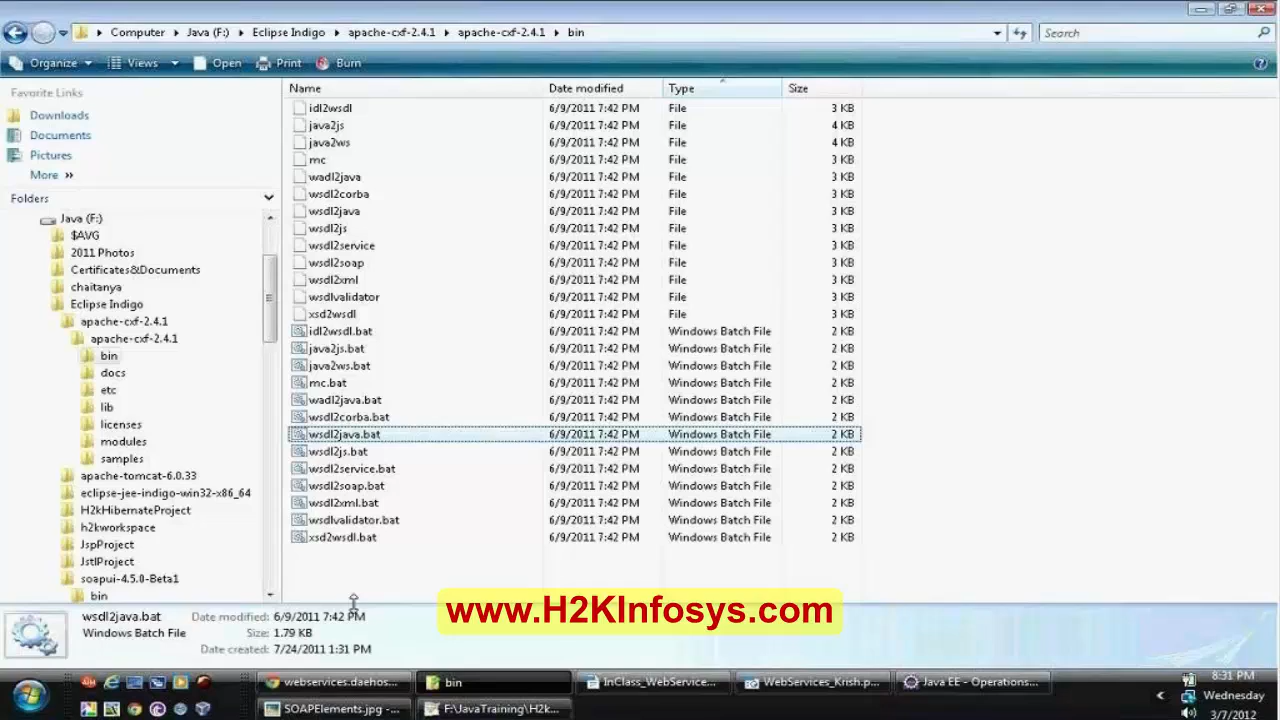 Computer ▸ Java (F:) ▸ Eclipse Indigo ▸ apache-cxf-2.4.1 ▸ apache-cxf-2.4.1 ▸ bin
Search
Organize Views Open Print Burn
Favorite Links
Downloads
Documents
Pictures
More »
Folders
Java (F:)
$AVG
2011 Photos
Certificates&Documents
chaitanya
Eclipse Indigo
apache-cxf-2.4.1
apache-cxf-2.4.1
bin
docs
etc
lib
licenses
modules
samples
apache-tomcat-6.0.33
eclipse-jee-indigo-win32-x86_64
H2kHibernateProject
h2kworkspace
JspProject
JstlProject
soapui-4.5.0-Beta1
bin
Name Date modified Type Size
idl2wsdl 6/9/2011 7:42 PM File 3 KB
java2js 6/9/2011 7:42 PM File 4 KB
java2ws 6/9/2011 7:42 PM File 4 KB
mc 6/9/2011 7:42 PM File 3 KB
wadl2java 6/9/2011 7:42 PM File 3 KB
wsdl2corba 6/9/2011 7:42 PM File 3 KB
wsdl2java 6/9/2011 7:42 PM File 3 KB
wsdl2js 6/9/2011 7:42 PM File 3 KB
wsdl2service 6/9/2011 7:42 PM File 3 KB
wsdl2soap 6/9/2011 7:42 PM File 3 KB
wsdl2xml 6/9/2011 7:42 PM File 3 KB
wsdlvalidator 6/9/2011 7:42 PM File 3 KB
xsd2wsdl 6/9/2011 7:42 PM File 3 KB
idl2wsdl.bat 6/9/2011 7:42 PM Windows Batch File 2 KB
java2js.bat 6/9/2011 7:42 PM Windows Batch File 2 KB
java2ws.bat 6/9/2011 7:42 PM Windows Batch File 2 KB
mc.bat 6/9/2011 7:42 PM Windows Batch File 2 KB
wadl2java.bat 6/9/2011 7:42 PM Windows Batch File 2 KB
wsdl2corba.bat 6/9/2011 7:42 PM Windows Batch File 2 KB
wsdl2java.bat 6/9/2011 7:42 PM Windows Batch File 2 KB
wsdl2js.bat 6/9/2011 7:42 PM Windows Batch File 2 KB
wsdl2service.bat 6/9/2011 7:42 PM Windows Batch File 2 KB
wsdl2soap.bat 6/9/2011 7:42 PM Windows Batch File 2 KB
wsdl2xml.bat 6/9/2011 7:42 PM Windows Batch File 2 KB
wsdlvalidator.bat 6/9/2011 7:42 PM Windows Batch File 2 KB
xsd2wsdl.bat 6/9/2011 7:42 PM Windows Batch File 2 KB
wsdl2java.bat Date modified: 6/9/2011 7:42 PM
Windows Batch File Size: 1.79 KB
Date created: 7/24/2011 1:31 PM
www.H2KInfosys.com
webservices.daehos... bin InClass_WebService... WebServices_Krish.p... Java EE - Operations...
SOAPElements.jpg -... F:\JavaTraining\H2k...
8:31 PM
Wednesday
3/7/2012